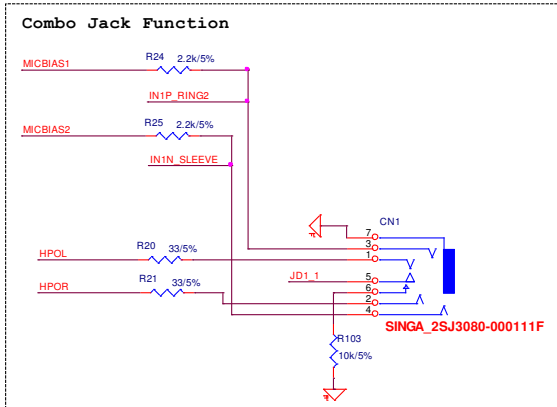 Combo Jack Function
R24 2.2k/5%
MICBIAS1
IN1P_RING2
R25 2.2k/5%
MICBIAS2
IN1N_SLEEVE
CN1
7
3
R20 33/5%
1
HPOL
R21 33/5%
JD1_1 5
HPOR
6
2
4
SINGA_2SJ3080-000111F
R103
10k/5%